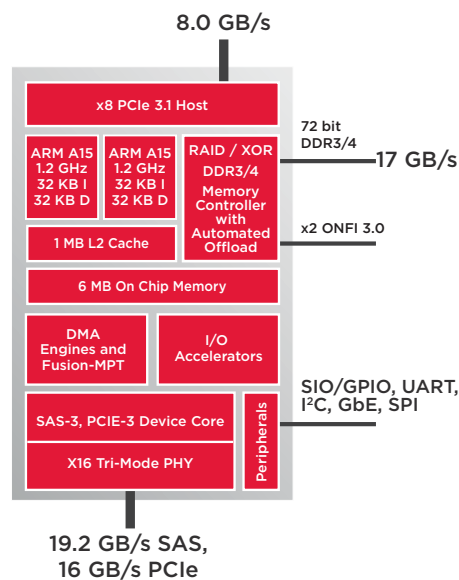 8.0 GB/s
x8 PCIe 3.1 Host
72 bit
DDR3/4
17 GB/s
ARM A15
1.2 GHz
32 KB I
32 KB D
ARM A15
1.2 GHz
32 KB I
32 KB D
RAID / XOR
DDR3/4
Memory
Controller
with
Automated
Offload
x2 ONFI 3.0
1 MB L2 Cache
6 MB On Chip Memory
DMA
Engines and
Fusion-MPT
I/O
Accelerators
SIO/GPIO, UART,
I²C, GbE, SPI
SAS-3, PCIE-3 Device Core
X16 Tri-Mode PHY
Peripherals
19.2 GB/s SAS,
16 GB/s PCIe